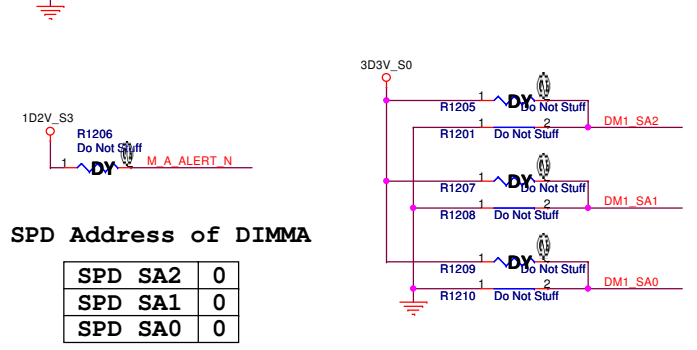 3D3V_S0
1 DY Do Not Stuff
R1205
1D2V_S3
R1201 1 Do Not Stuff 2 DM1_SA2
R1206
Do Not Stuff
1 DY M_A_ALERT_N
1 DY Do Not Stuff
R1207
R1208 1 Do Not Stuff 2 DM1_SA1
SPD Address of DIMMA
1 DY Do Not Stuff
R1209
R1210 1 Do Not Stuff 2 DM1_SA0
SPD SA2 0
SPD SA1 0
SPD SA0 0